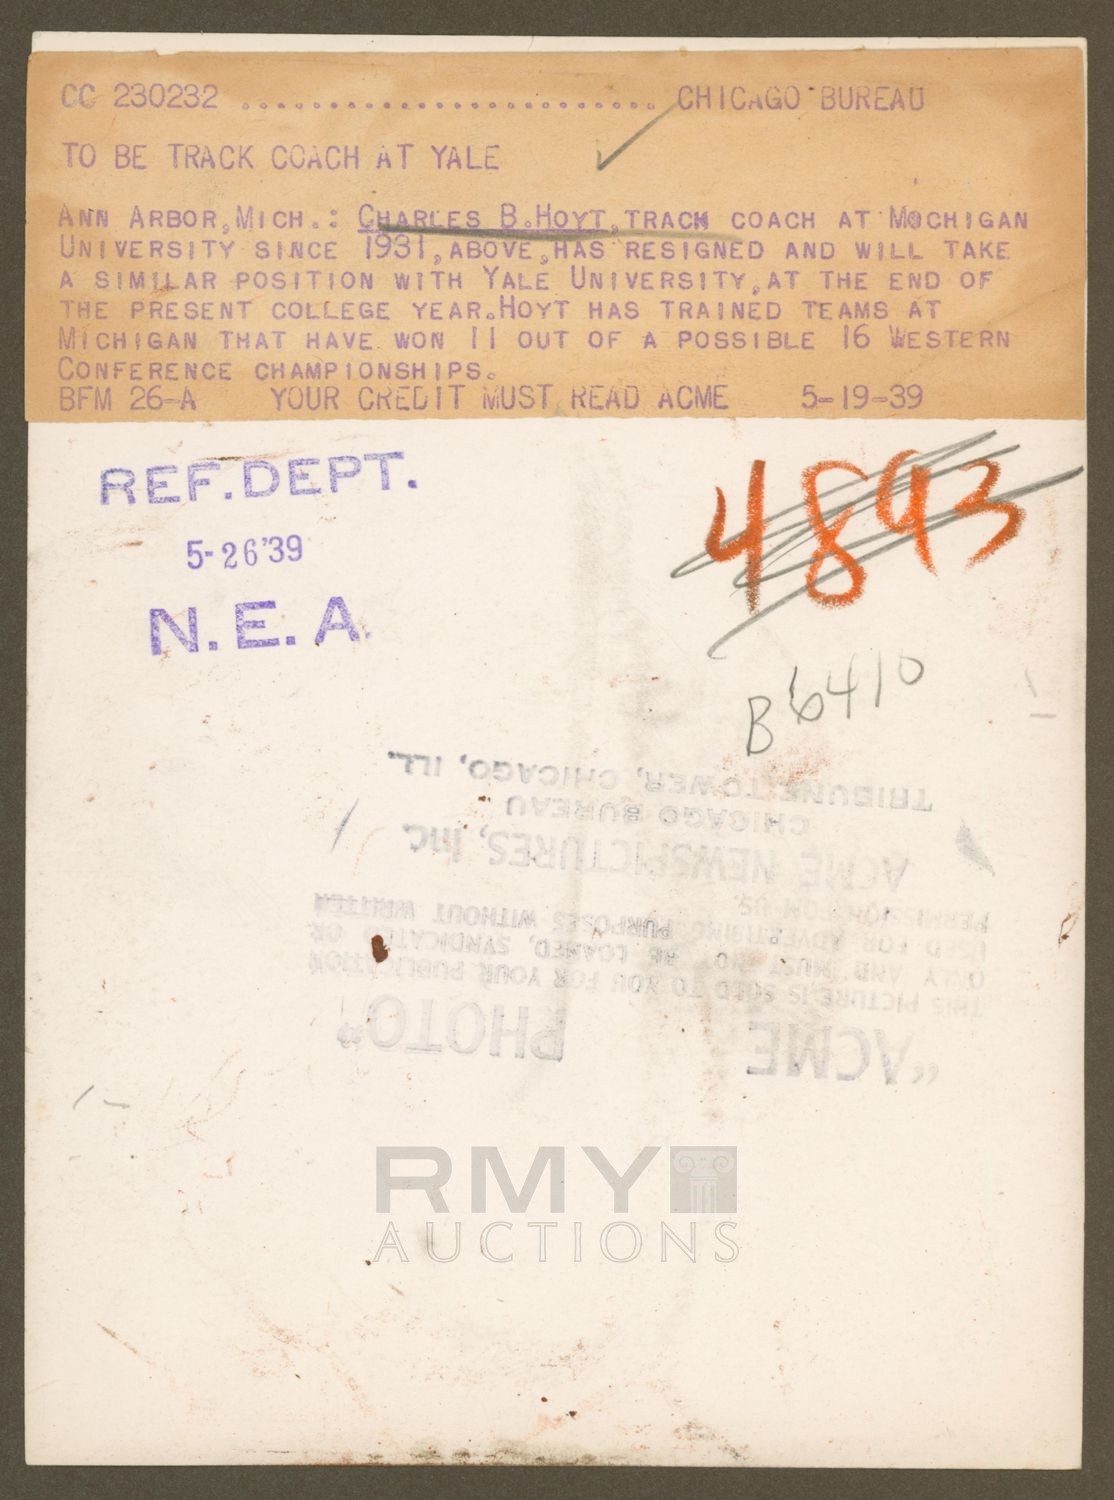 CC 230232 .......................... CHICAGO BUREAU
TO BE TRACK COACH AT YALE
ANN ARBOR, MICH.: CHARLES B. HOYT, TRACK COACH AT MOCHIGAN
UNIVERSITY SINCE 1931, ABOVE, HAS RESIGNED AND WILL TAKE
A SIMILAR POSITION WITH YALE UNIVERSITY, AT THE END OF
THE PRESENT COLLEGE YEAR. HOYT HAS TRAINED TEAMS AT
MICHIGAN THAT HAVE WON 11 OUT OF A POSSIBLE 16 WESTERN
CONFERENCE CHAMPIONSHIPS.
BFM 26-A YOUR CREDIT MUST READ ACME 5-19-39
REF. DEPT.
5-26'39
N.E.A.
4893
B6410
"ACME PHOTO"
THIS PICTURE IS SOLD TO YOU FOR YOUR PUBLICATION
ONLY AND MUST NOT BE LOANED, SYNDICATED OR
USED FOR ADVERTISING PURPOSES WITHOUT WRITTEN
PERMISSION FROM US.
ACME NEWSPICTURES, INC.
CHICAGO BUREAU
TRIBUNE TOWER, CHICAGO, ILL.
RMY
AUCTIONS